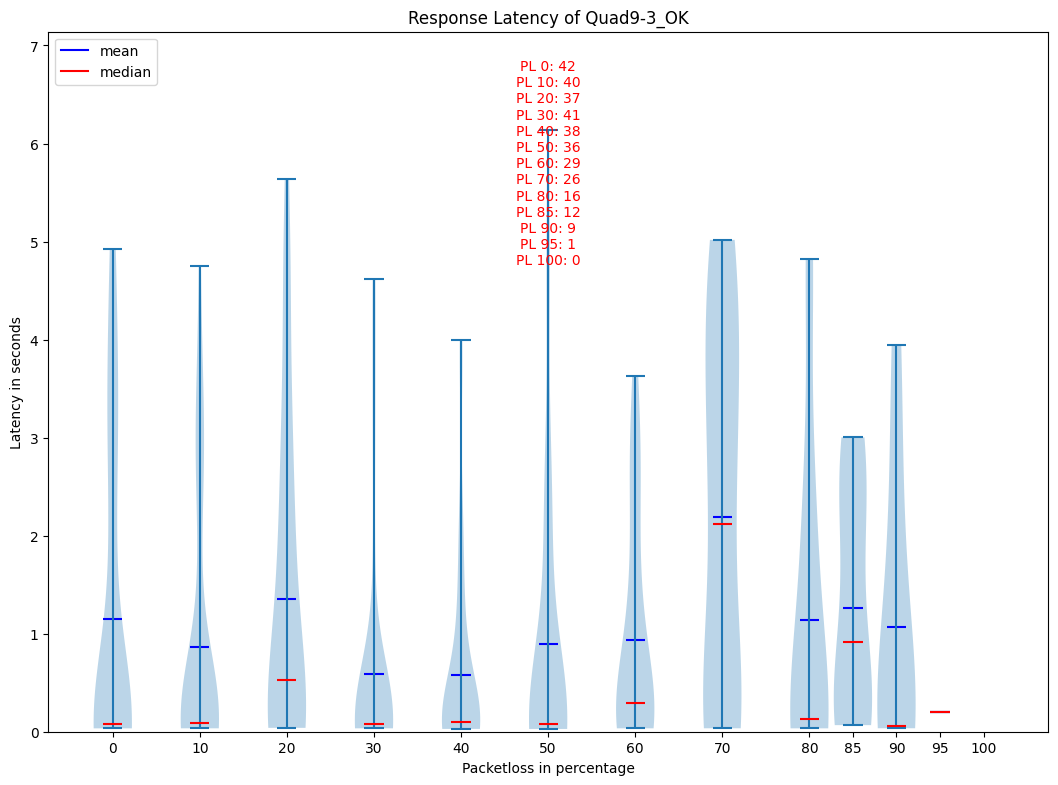 Response Latency of Quad9-3_OK
mean
median
PL 0: 42
PL 10: 40
PL 20: 37
PL 30: 41
PL 40: 38
PL 50: 36
PL 60: 29
PL 70: 26
PL 80: 16
PL 85: 12
PL 90: 9
PL 95: 1
PL 100: 0
Latency in seconds
7
6
5
4
3
2
1
0
0 10 20 30 40 50 60 70 80 85 90 95 100
Packetloss in percentage